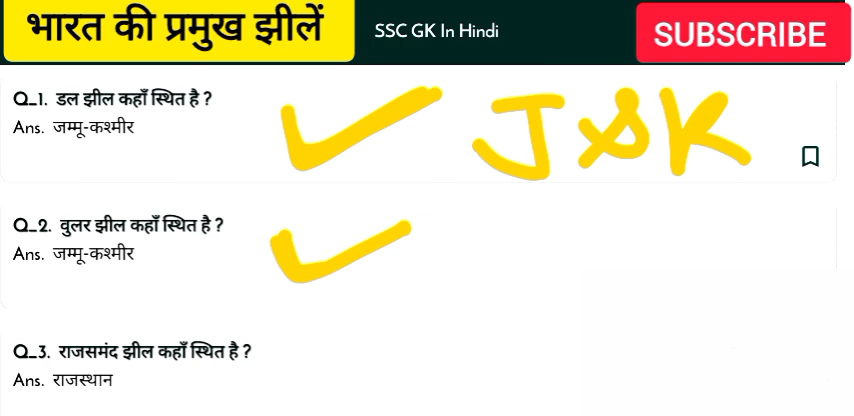 भारत की प्रमुख झीलें
SSC GK In Hindi
SUBSCRIBE
Q_1. डल झील कहाँ स्थित है ?
Ans. जम्मू-कश्मीर
J&K
Q_2. वुलर झील कहाँ स्थित है ?
Ans. जम्मू-कश्मीर
Q_3. राजसमंद झील कहाँ स्थित है ?
Ans. राजस्थान